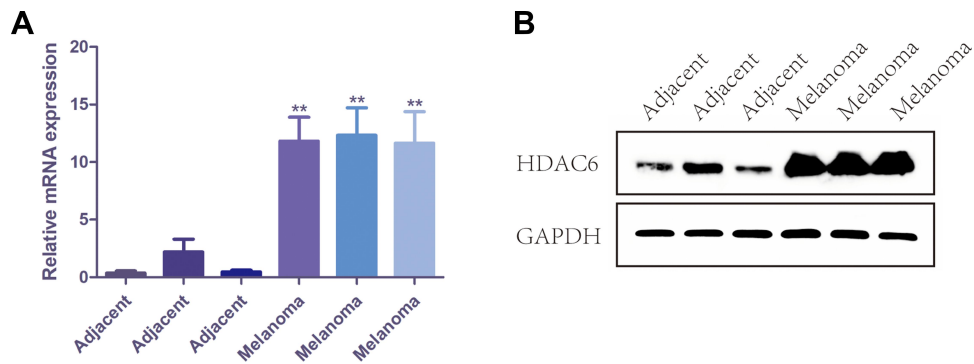 A
Relative mRNA expression
20
15
10
5
0
**
**
**
Adjacent
Adjacent
Adjacent
Melanoma
Melanoma
Melanoma
B
Adjacent
Adjacent
Adjacent
Melanoma
Melanoma
Melanoma
HDAC6
GAPDH